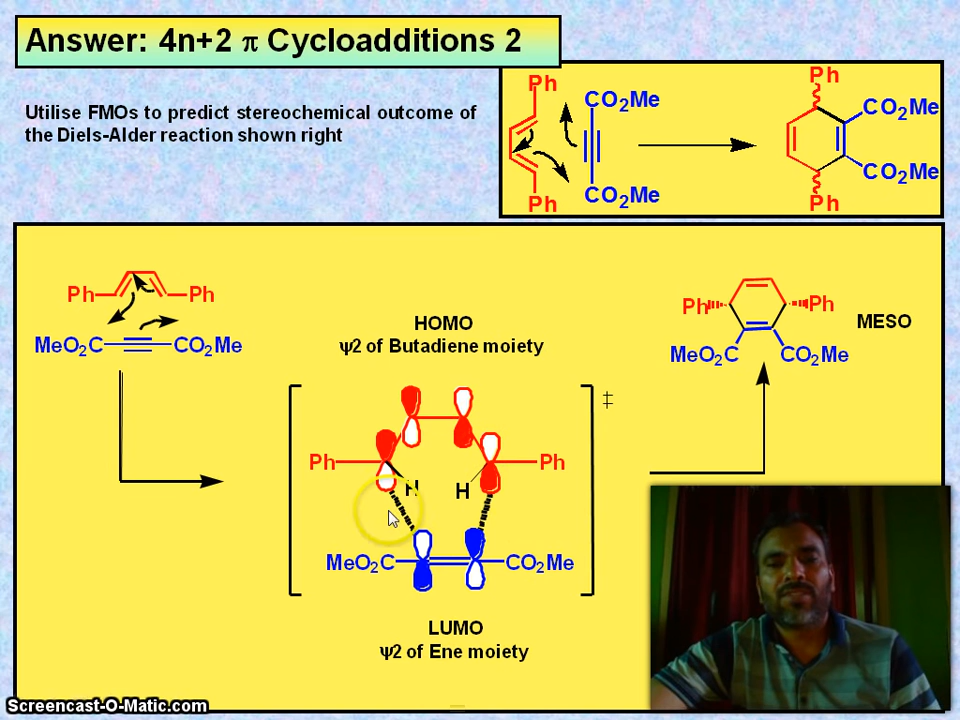 Answer: 4n+2 π Cycloadditions 2
Utilise FMOs to predict stereochemical outcome of
the Diels-Alder reaction shown right
Ph
CO2Me
CO2Me
Ph
Ph
CO2Me
CO2Me
Ph
Ph
Ph
MeO2C
CO2Me
HOMO
ψ2 of Butadiene moiety
Ph
Ph
MESO
MeO2C
CO2Me
‡
Ph
H
H
Ph
MeO2C
CO2Me
LUMO
ψ2 of Ene moiety
Screencast-O-Matic.com